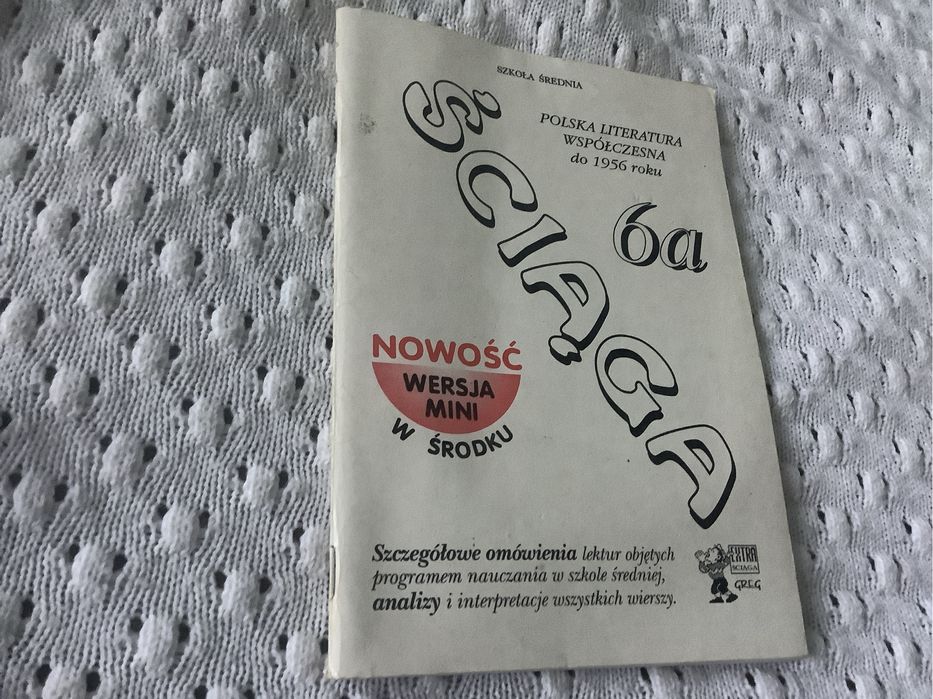 SZKOŁA ŚREDNIA
POLSKA LITERATURA
WSPÓŁCZESNA
do 1956 roku
6a
ŚCIĄGA
NOWOŚĆ
WERSJA
MINI
W ŚRODKU
Szczegółowe omówienia lektur objętych
programem nauczania w szkole średniej,
analizy i interpretacje wszystkich wierszy.
EXTRA
ŚCIĄGA
GREG